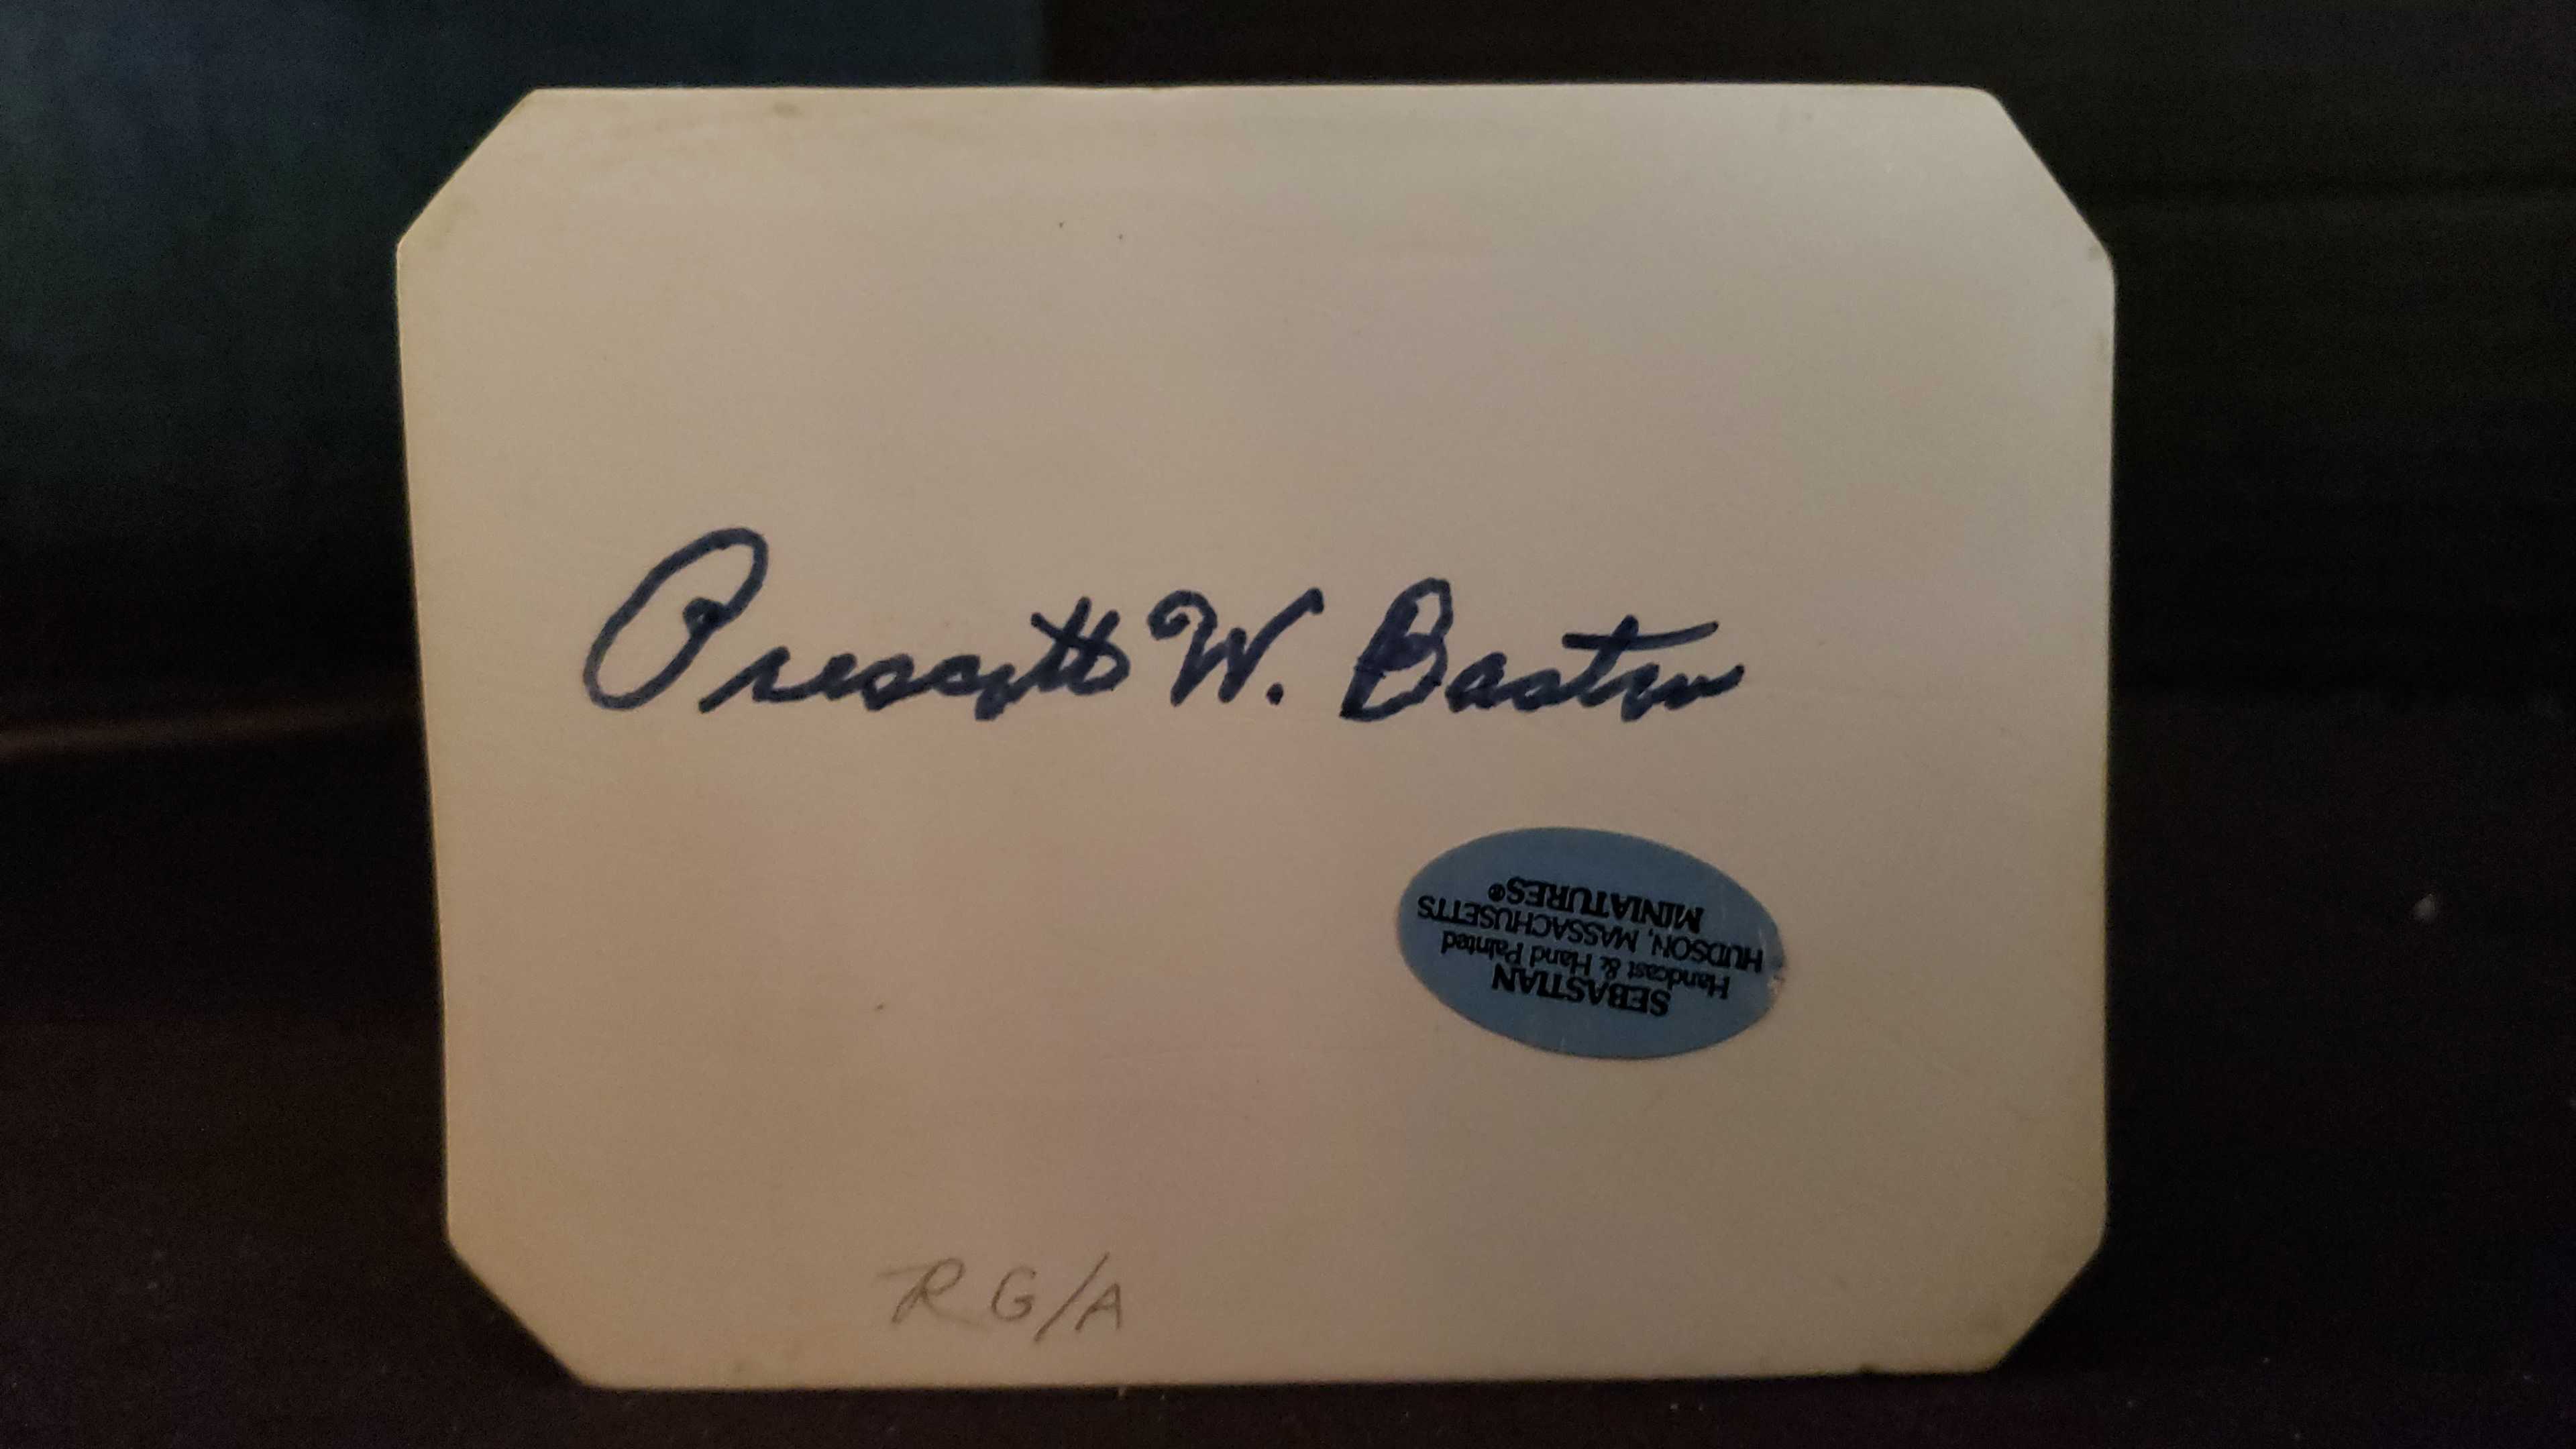 Prescott W. Baston
SEBASTIAN
Handcast & Hand Painted
HUDSON, MASSACHUSETTS
MINIATURES®
RG/A